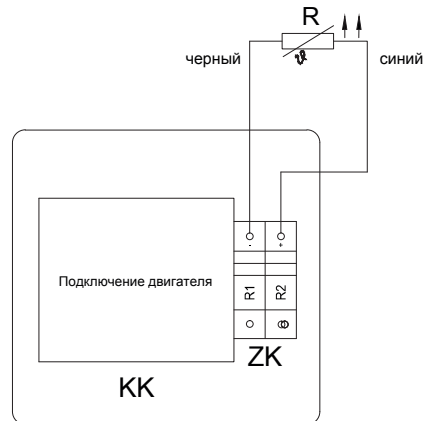 R
ϑ
черный
синий
- +
Подключение двигателя
R1 R2
ZK
KK